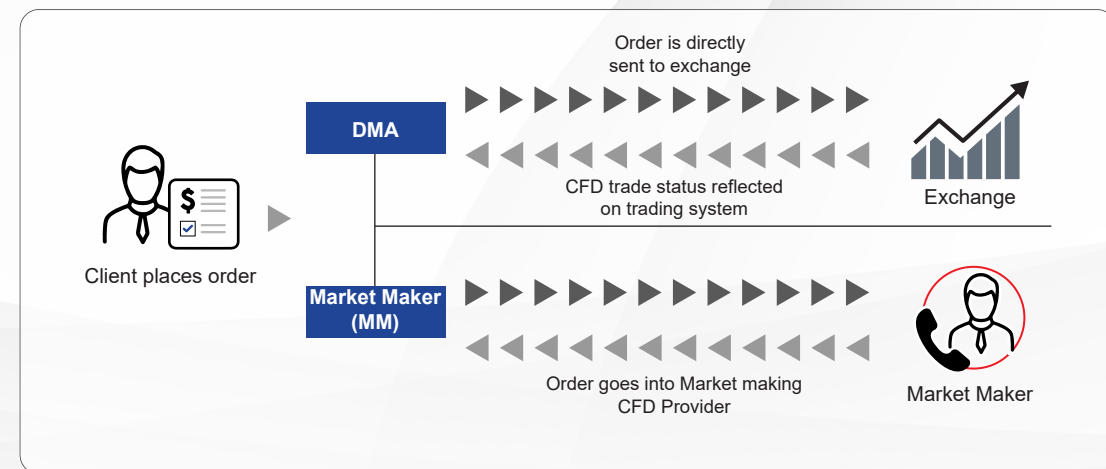 Order is directly
sent to exchange
DMA
CFD trade status reflected
on trading system
Exchange
$
Client places order
Market Maker
(MM)
Order goes into Market making
CFD Provider
Market Maker